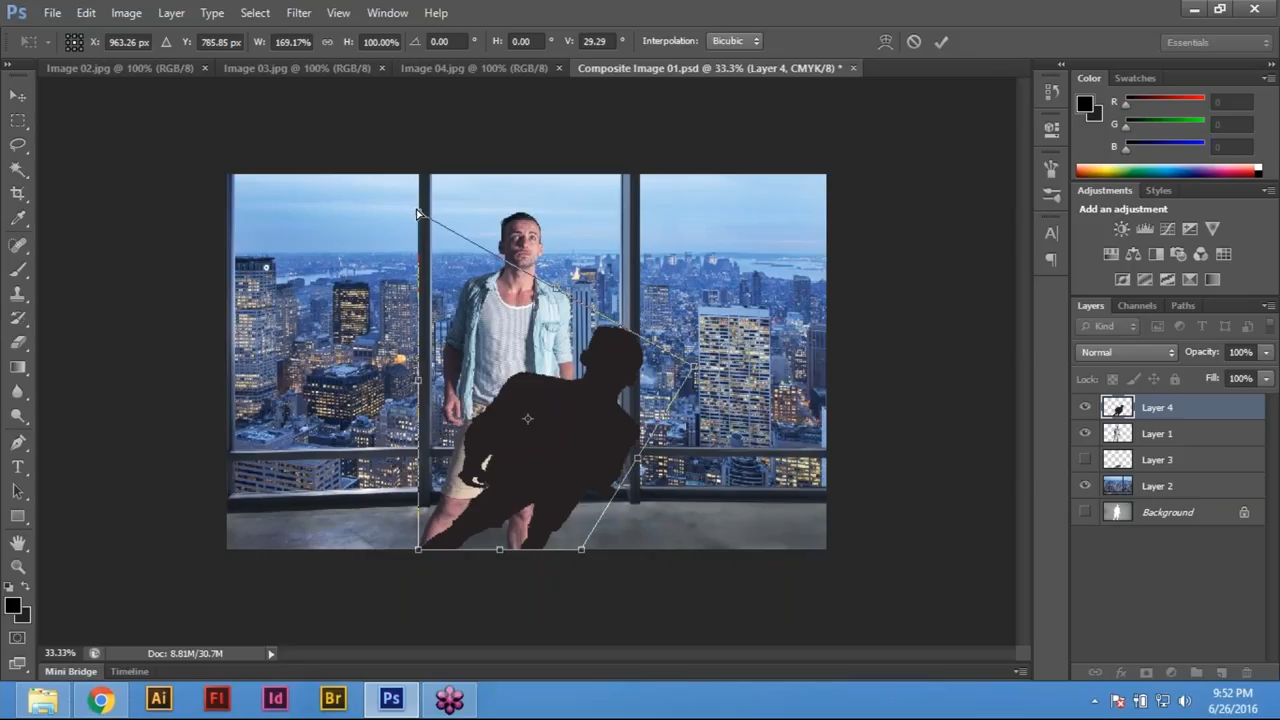 Ps File Edit Image Layer Type Select Filter View Window Help
X: 963.26 px Y: 785.85 px W: 169.17% H: 100.00% 0.00 ° H: 0.00 ° V: 29.29 ° Interpolation: Bicubic Essentials
Image 02.jpg @ 100% (RGB/8) × Image 03.jpg @ 100% (RGB/8) × Image 04.jpg @ 100% (RGB/8) × Composite Image 01.psd @ 33.3% (Layer 4, CMYK/8) * ×
Color Swatches
R 0
G 0
B 0
Adjustments Styles
Add an adjustment
Layers Channels Paths
Kind
Normal Opacity: 100%
Lock: Fill: 100%
Layer 4
Layer 1
Layer 3
Layer 2
Background
33.33% Doc: 8.81M/30.7M
Mini Bridge Timeline
Ai Fl Id Br Ps
9:52 PM
6/26/2016